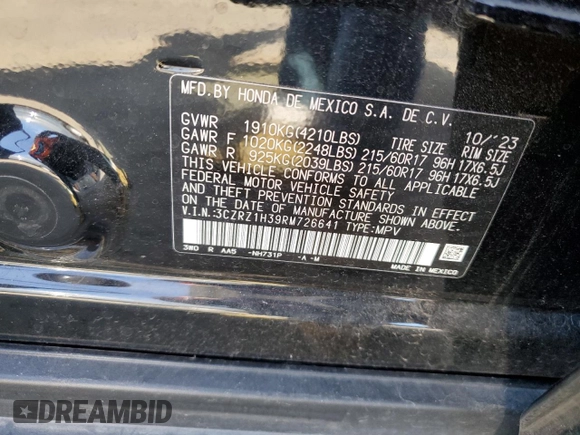 MFD.BY HONDA DE MEXICO S.A. DE C.V.
10/'23
GVWR 1910KG(4210LBS) TIRE SIZE RIM SIZE
GAWR F 1020KG(2248LBS) 215/60R17 96H 17X6.5J
GAWR R 925KG(2039LBS) 215/60R17 96H 17X6.5J
THIS VEHICLE CONFORMS TO ALL APPLICABLE
FEDERAL MOTOR VEHICLE SAFETY
AND THEFT PREVENTION STANDARDS IN EFFECT
ON THE DATE OF MANUFACTURE SHOWN ABOVE.
V.I.N:3CZRZ1H39RM726641 TYPE:MPV
3W0 R AA5 -NH731P -A -M
MADE IN MEXICO
DREAMBID